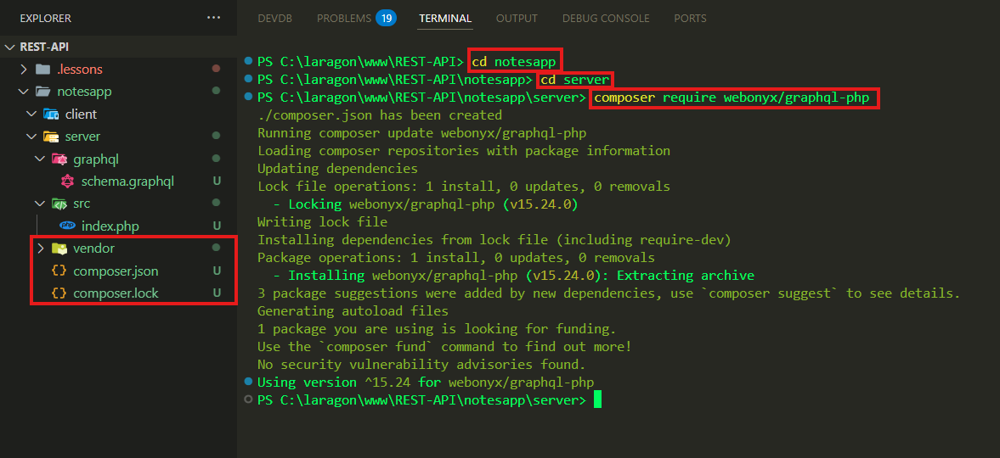 EXPLORER
...
REST-API
.lessons
notesapp
client
server
graphql
schema.graphql U
src
index.php U
vendor
composer.json U
composer.lock U
DEVDB PROBLEMS 19 TERMINAL OUTPUT DEBUG CONSOLE PORTS
PS C:\laragon\www\REST-API> cd notesapp
PS C:\laragon\www\REST-API\notesapp> cd server
PS C:\laragon\www\REST-API\notesapp\server> composer require webonyx/graphql-php
./composer.json has been created
Running composer update webonyx/graphql-php
Loading composer repositories with package information
Updating dependencies
Lock file operations: 1 install, 0 updates, 0 removals
- Locking webonyx/graphql-php (v15.24.0)
Writing lock file
Installing dependencies from lock file (including require-dev)
Package operations: 1 install, 0 updates, 0 removals
- Installing webonyx/graphql-php (v15.24.0): Extracting archive
3 package suggestions were added by new dependencies, use `composer suggest` to see details.
Generating autoload files
1 package you are using is looking for funding.
Use the `composer fund` command to find out more!
No security vulnerability advisories found.
Using version ^15.24 for webonyx/graphql-php
PS C:\laragon\www\REST-API\notesapp\server>